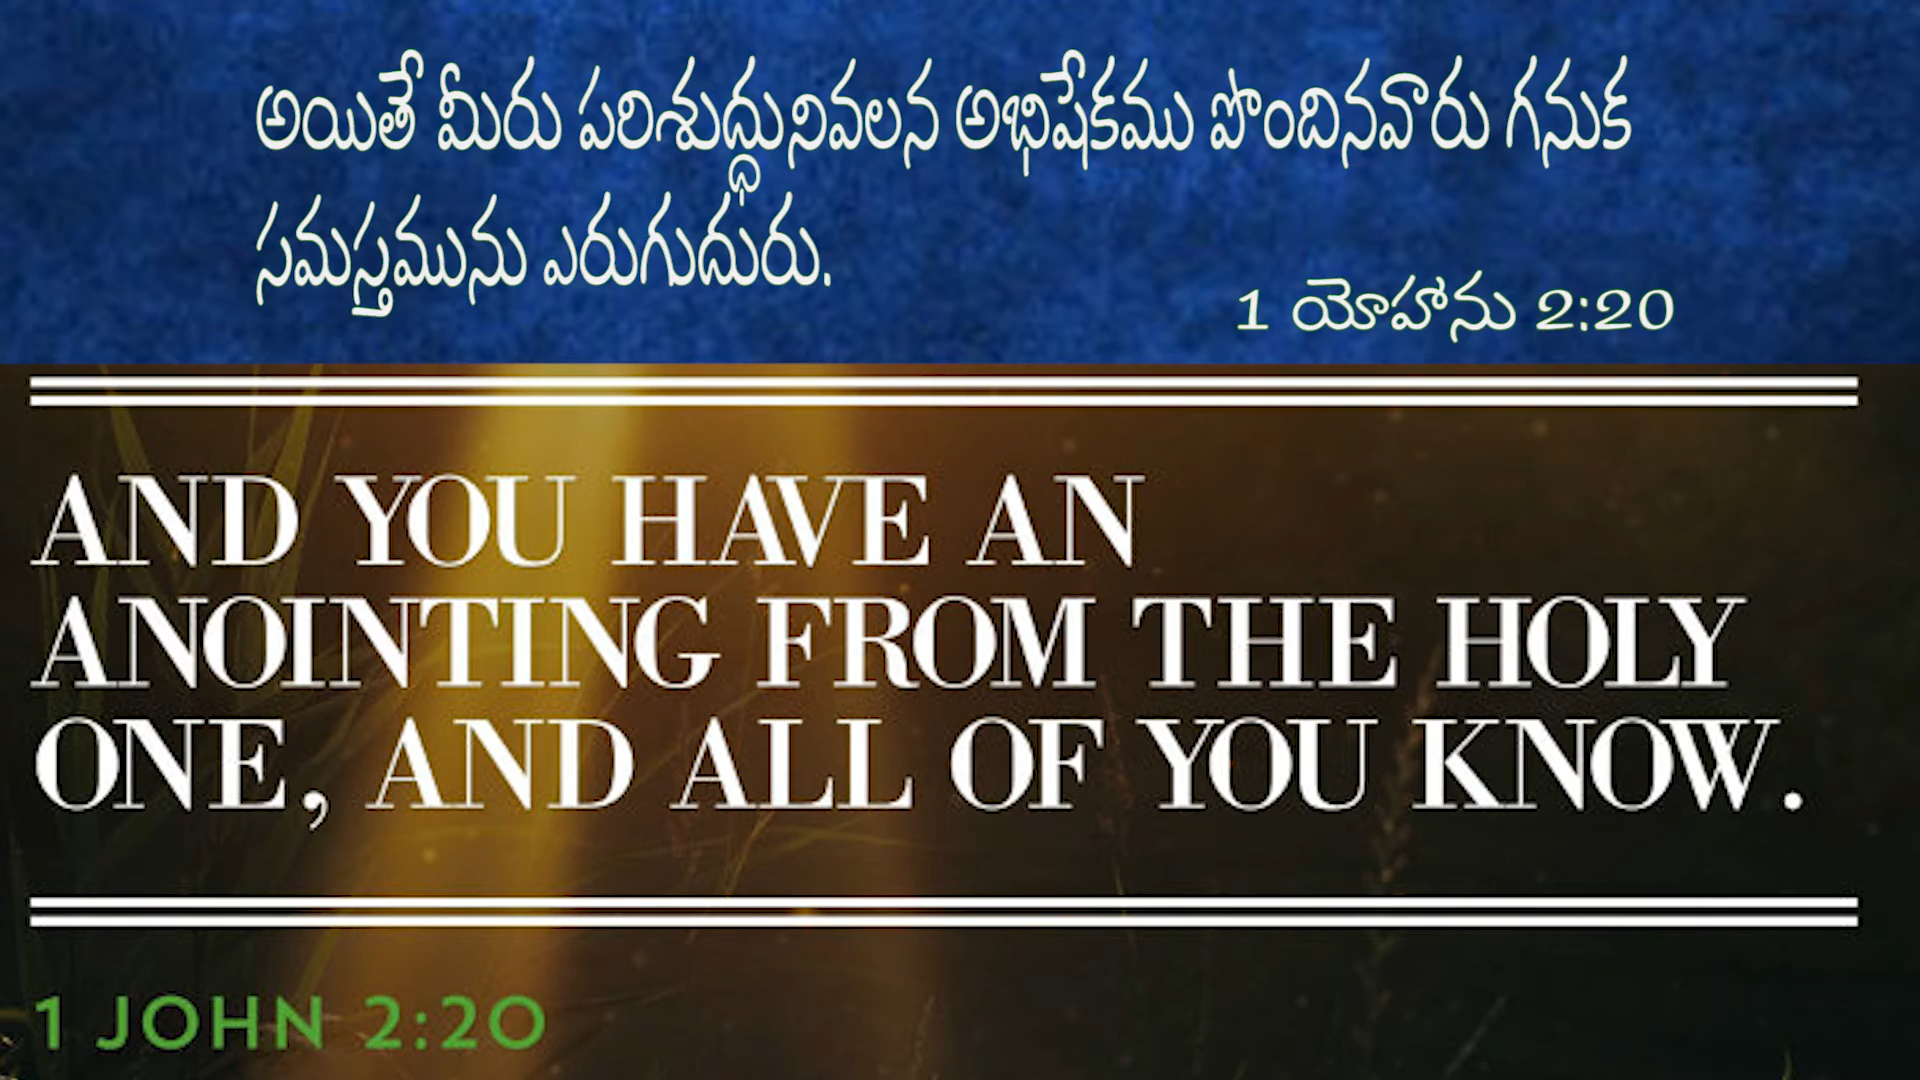 అయితే మీరు పరిశుద్ధునివలన అభిషేకము పొందినవారు గనుక
సమస్తమును ఎరుగుదురు.
1 యోహాను 2:20
AND YOU HAVE AN
ANOINTING FROM THE HOLY
ONE, AND ALL OF YOU KNOW.
1 JOHN 2:20